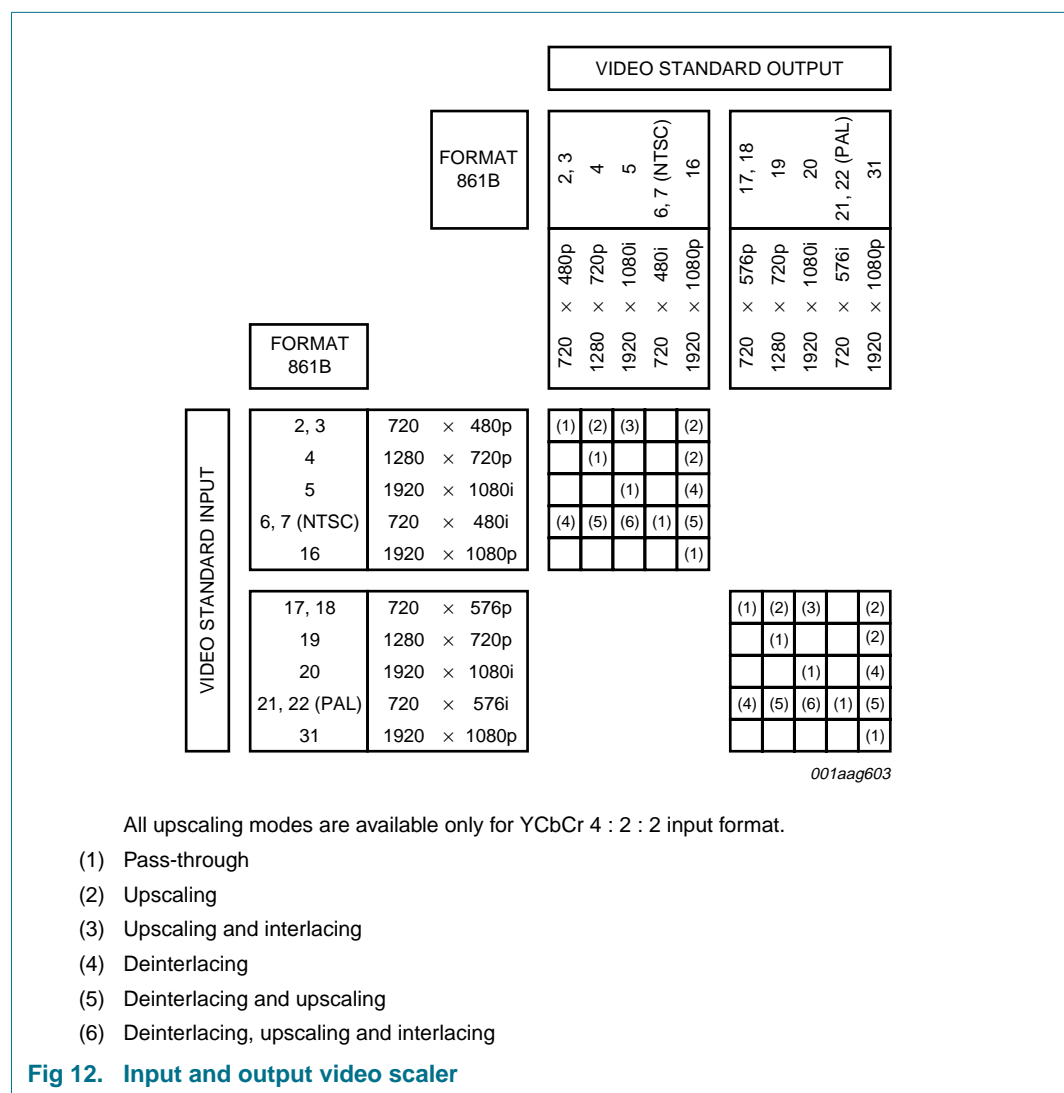 VIDEO STANDARD OUTPUT
FORMAT
861B
2, 3
4
5
6, 7 (NTSC)
16
17, 18
19
20
21, 22 (PAL)
31
720 × 480p
1280 × 720p
1920 × 1080i
720 × 480i
1920 × 1080p
720 × 576p
1280 × 720p
1920 × 1080i
720 × 576i
1920 × 1080p
FORMAT
861B
VIDEO STANDARD INPUT
2, 3 720 × 480p (1) (2) (3) (2)
4 1280 × 720p (1) (2)
5 1920 × 1080i (1) (4)
6, 7 (NTSC) 720 × 480i (4) (5) (6) (1) (5)
16 1920 × 1080p (1)
17, 18 720 × 576p (1) (2) (3) (2)
19 1280 × 720p (1) (2)
20 1920 × 1080i (1) (4)
21, 22 (PAL) 720 × 576i (4) (5) (6) (1) (5)
31 1920 × 1080p (1)
001aag603
All upscaling modes are available only for YCbCr 4 : 2 : 2 input format.
(1) Pass-through
(2) Upscaling
(3) Upscaling and interlacing
(4) Deinterlacing
(5) Deinterlacing and upscaling
(6) Deinterlacing, upscaling and interlacing
Fig 12. Input and output video scaler